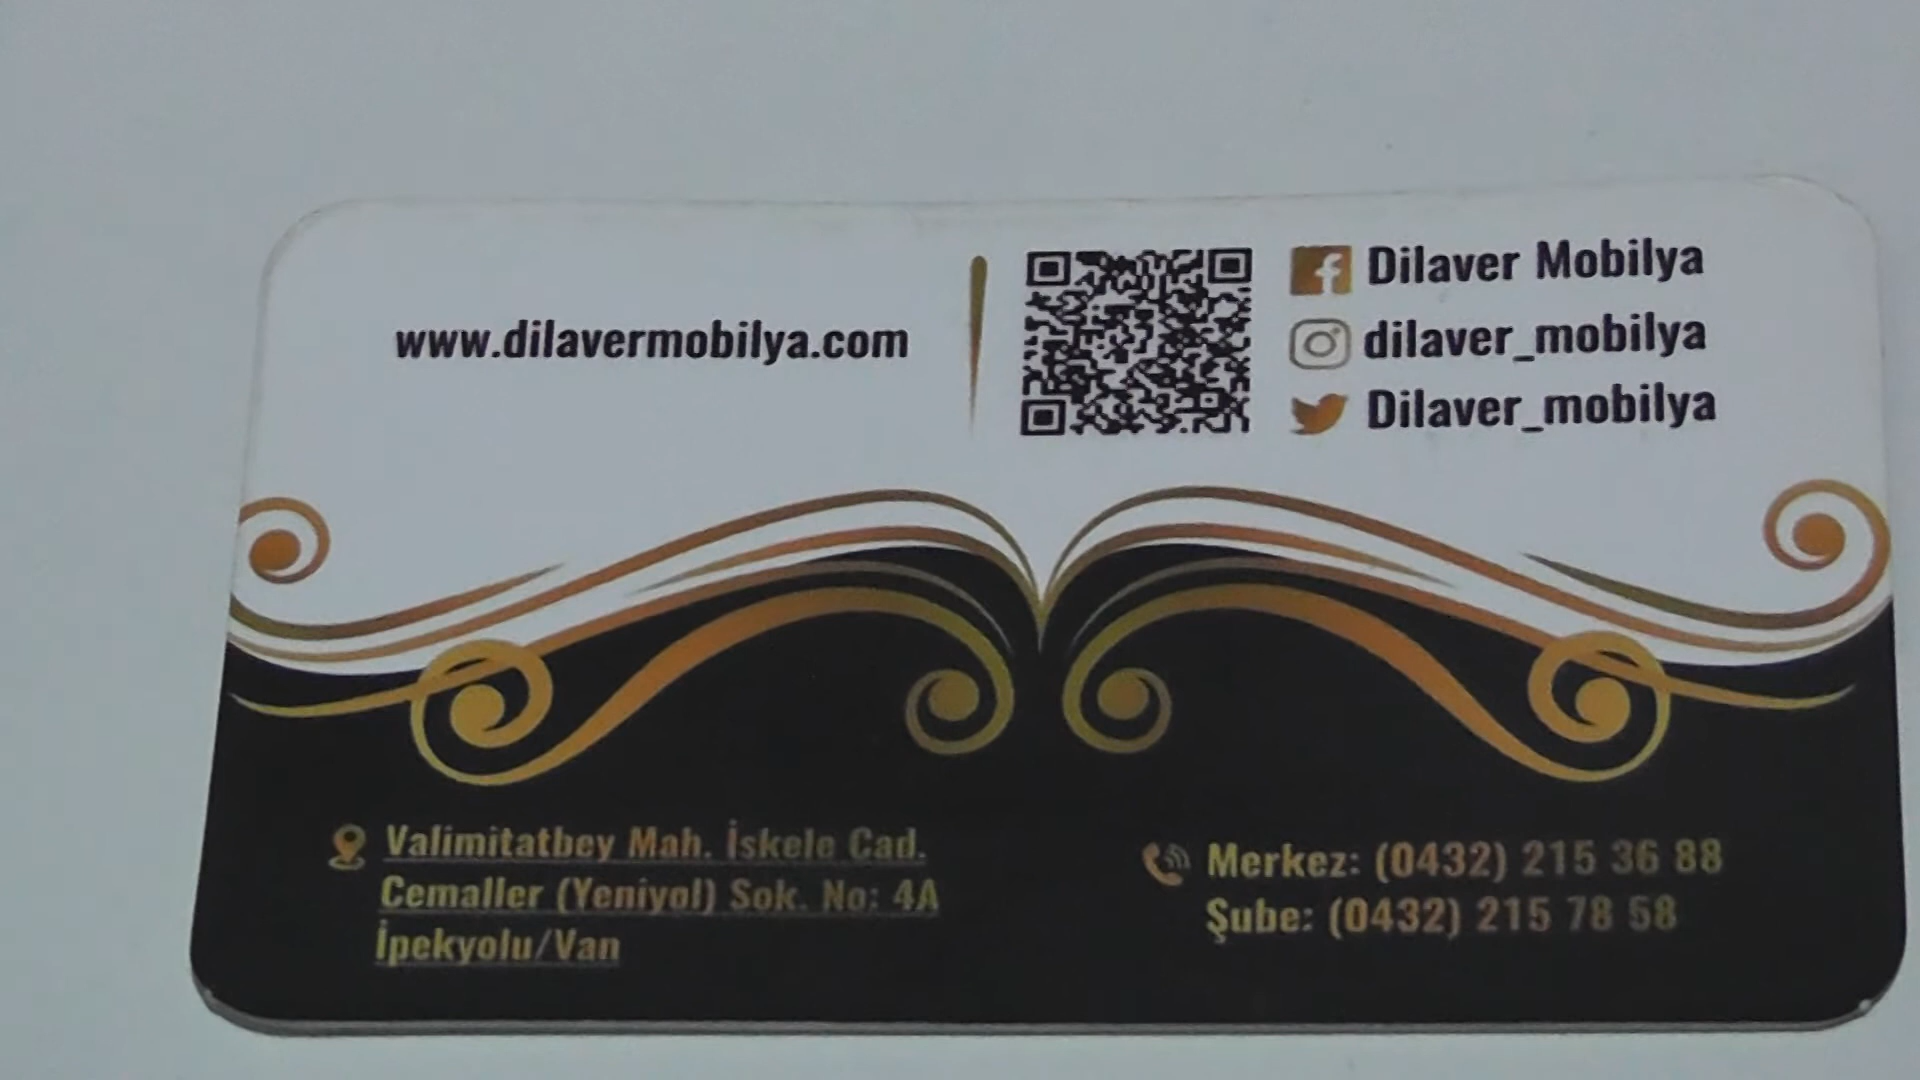 www.dilavermobilya.com
Dilaver Mobilya
dilaver_mobilya
Dilaver_mobilya
Valimitatbey Mah. İskele Cad.
Cemaller (Yeniyol) Sok. No: 4A
İpekyolu/Van
Merkez: (0432) 215 36 88
Şube: (0432) 215 78 58